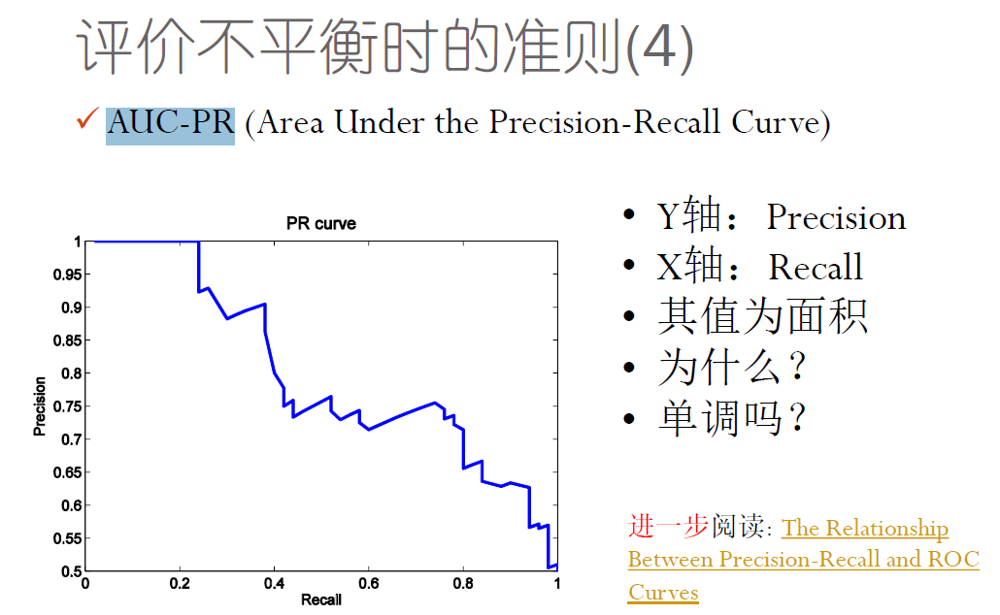 评价不平衡时的准则(4)
✓ AUC-PR (Area Under the Precision-Recall Curve)
PR curve
1
0.95
0.9
0.85
0.8
0.75
0.7
0.65
0.6
0.55
0.5
Precision
0 0.2 0.4 0.6 0.8 1
Recall
• Y轴：Precision
• X轴：Recall
• 其值为面积
• 为什么？
• 单调吗？
进一步阅读: The Relationship
Between Precision-Recall and ROC
Curves